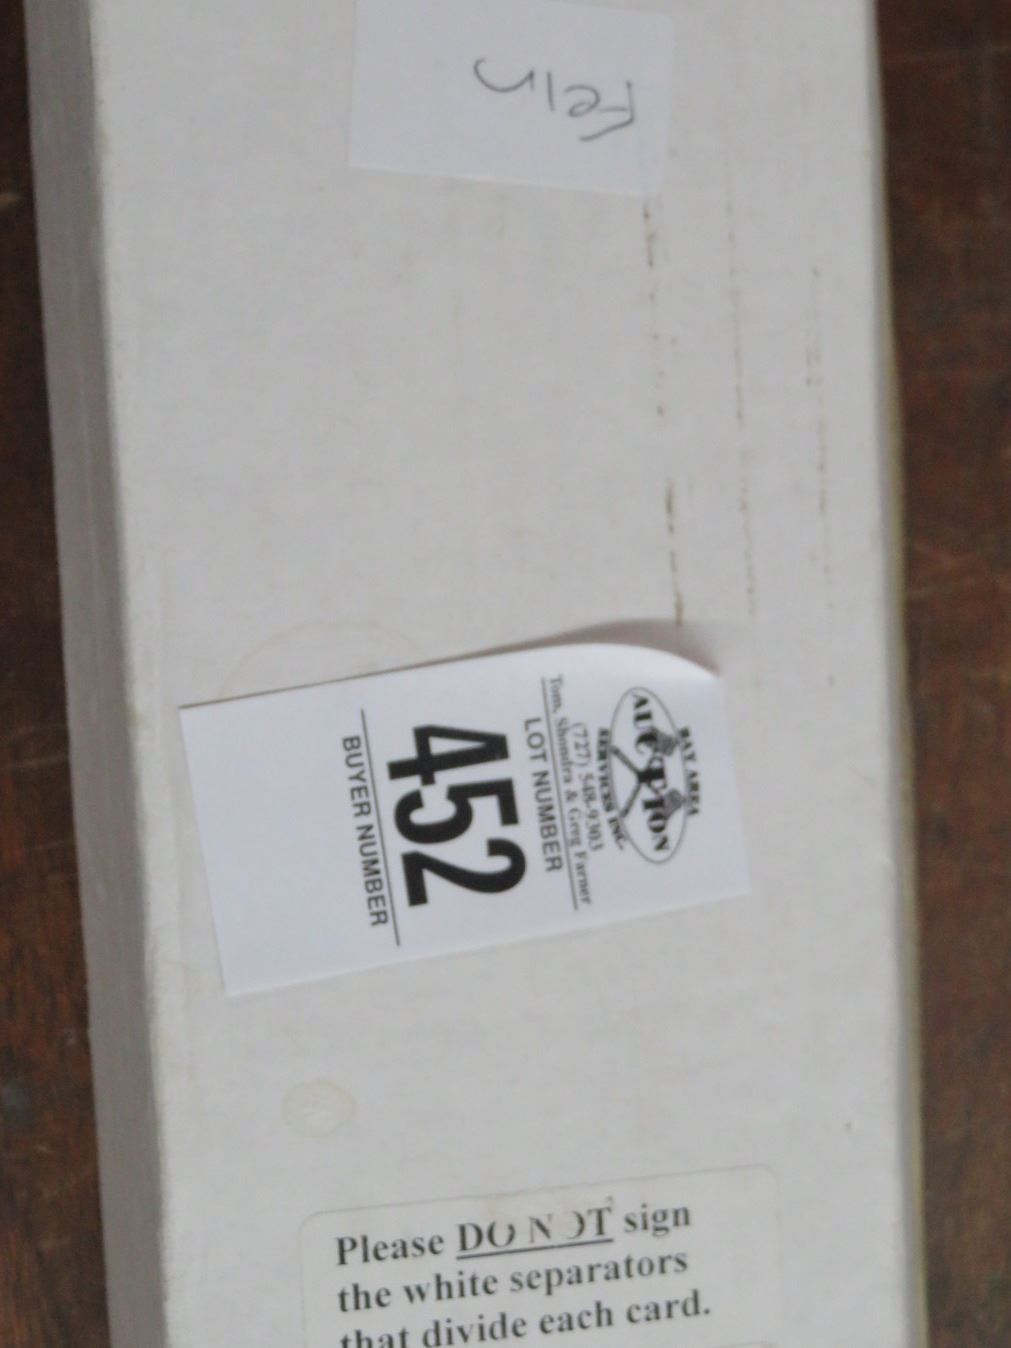 Fein
BAY AREA
AUCTION
SERVICES INC.
(727) 548-9303
Tom, Shondra & Greg Farner
LOT NUMBER
452
BUYER NUMBER
Please DO NOT sign
the white separators
that divide each card.